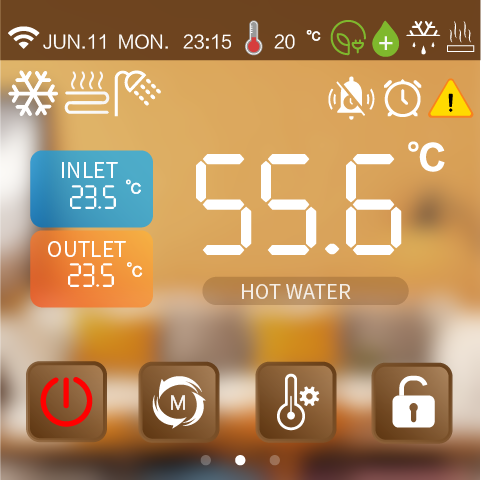 JUN.11 MON. 23:15 20 °C
INLET
23.5 °C
55.6 °C
OUTLET
23.5 °C
HOT WATER
M